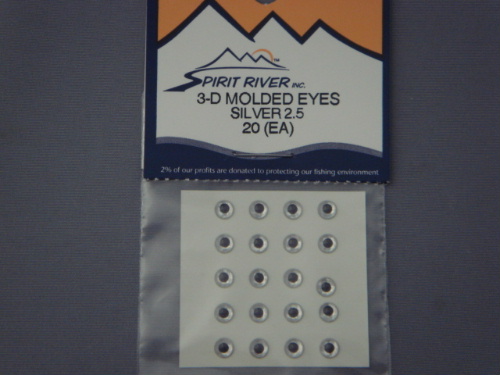 SPIRIT RIVER INC.
3-D MOLDED EYES
SILVER 2.5
20 (EA)
2% of our profits are donated to protecting our fishing environment